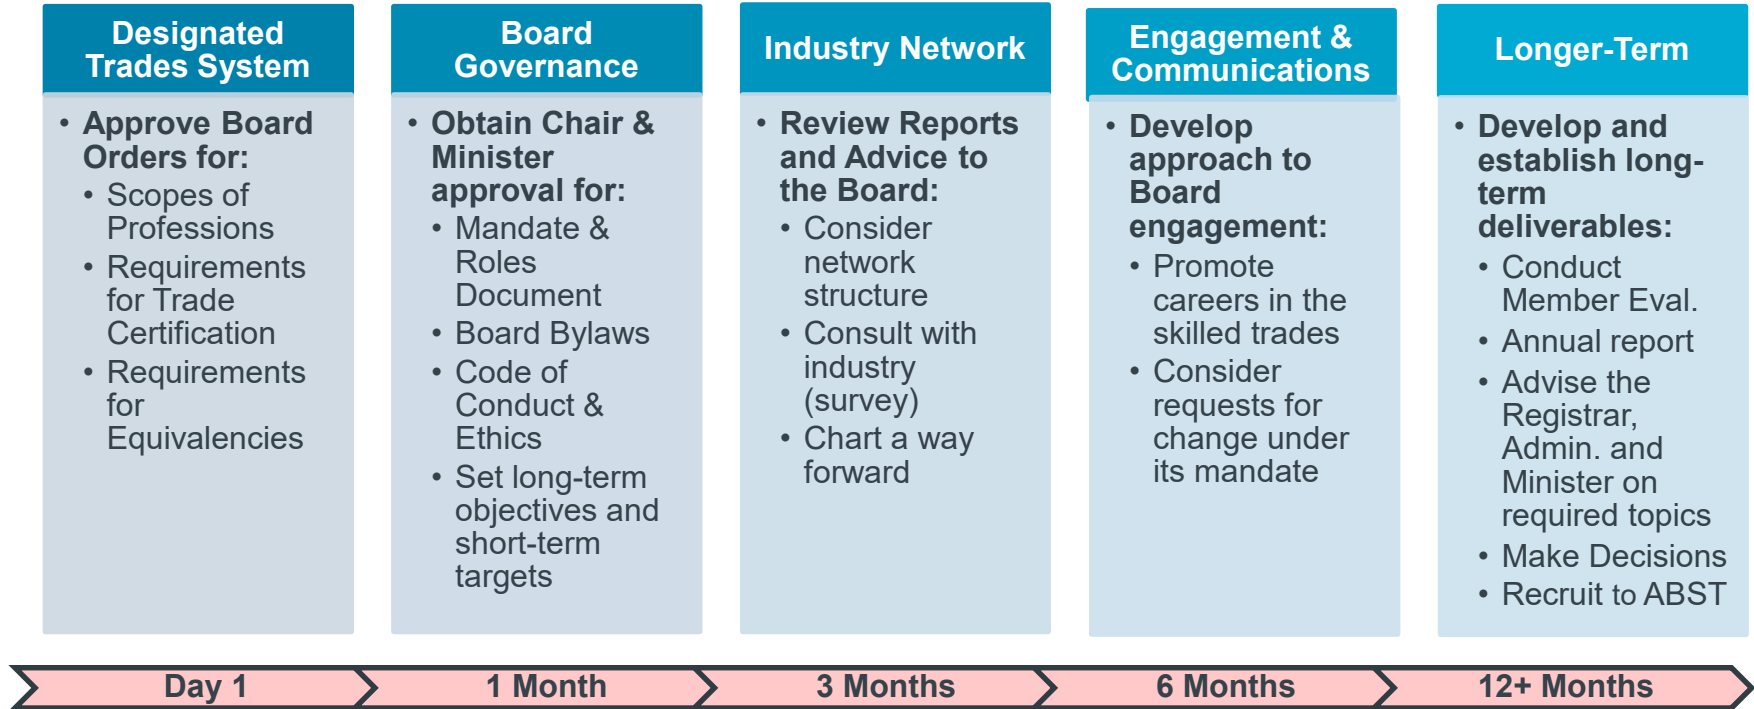 Designated
Trades System
• Approve Board
Orders for:
• Scopes of
Professions
• Requirements
for Trade
Certification
• Requirements
for
Equivalencies
Board
Governance
• Obtain Chair &
Minister
approval for:
• Mandate &
Roles
Document
• Board Bylaws
• Code of
Conduct &
Ethics
• Set long-term
objectives and
short-term
targets
Industry Network
• Review Reports
and Advice to
the Board:
• Consider
network
structure
• Consult with
industry
(survey)
• Chart a way
forward
Engagement &
Communications
• Develop
approach to
Board
engagement:
• Promote
careers in the
skilled trades
• Consider
requests for
change under
its mandate
Longer-Term
• Develop and
establish long-
term
deliverables:
• Conduct
Member Eval.
• Annual report
• Advise the
Registrar,
Admin. and
Minister on
required topics
• Make Decisions
• Recruit to ABST
Day 1
1 Month
3 Months
6 Months
12+ Months